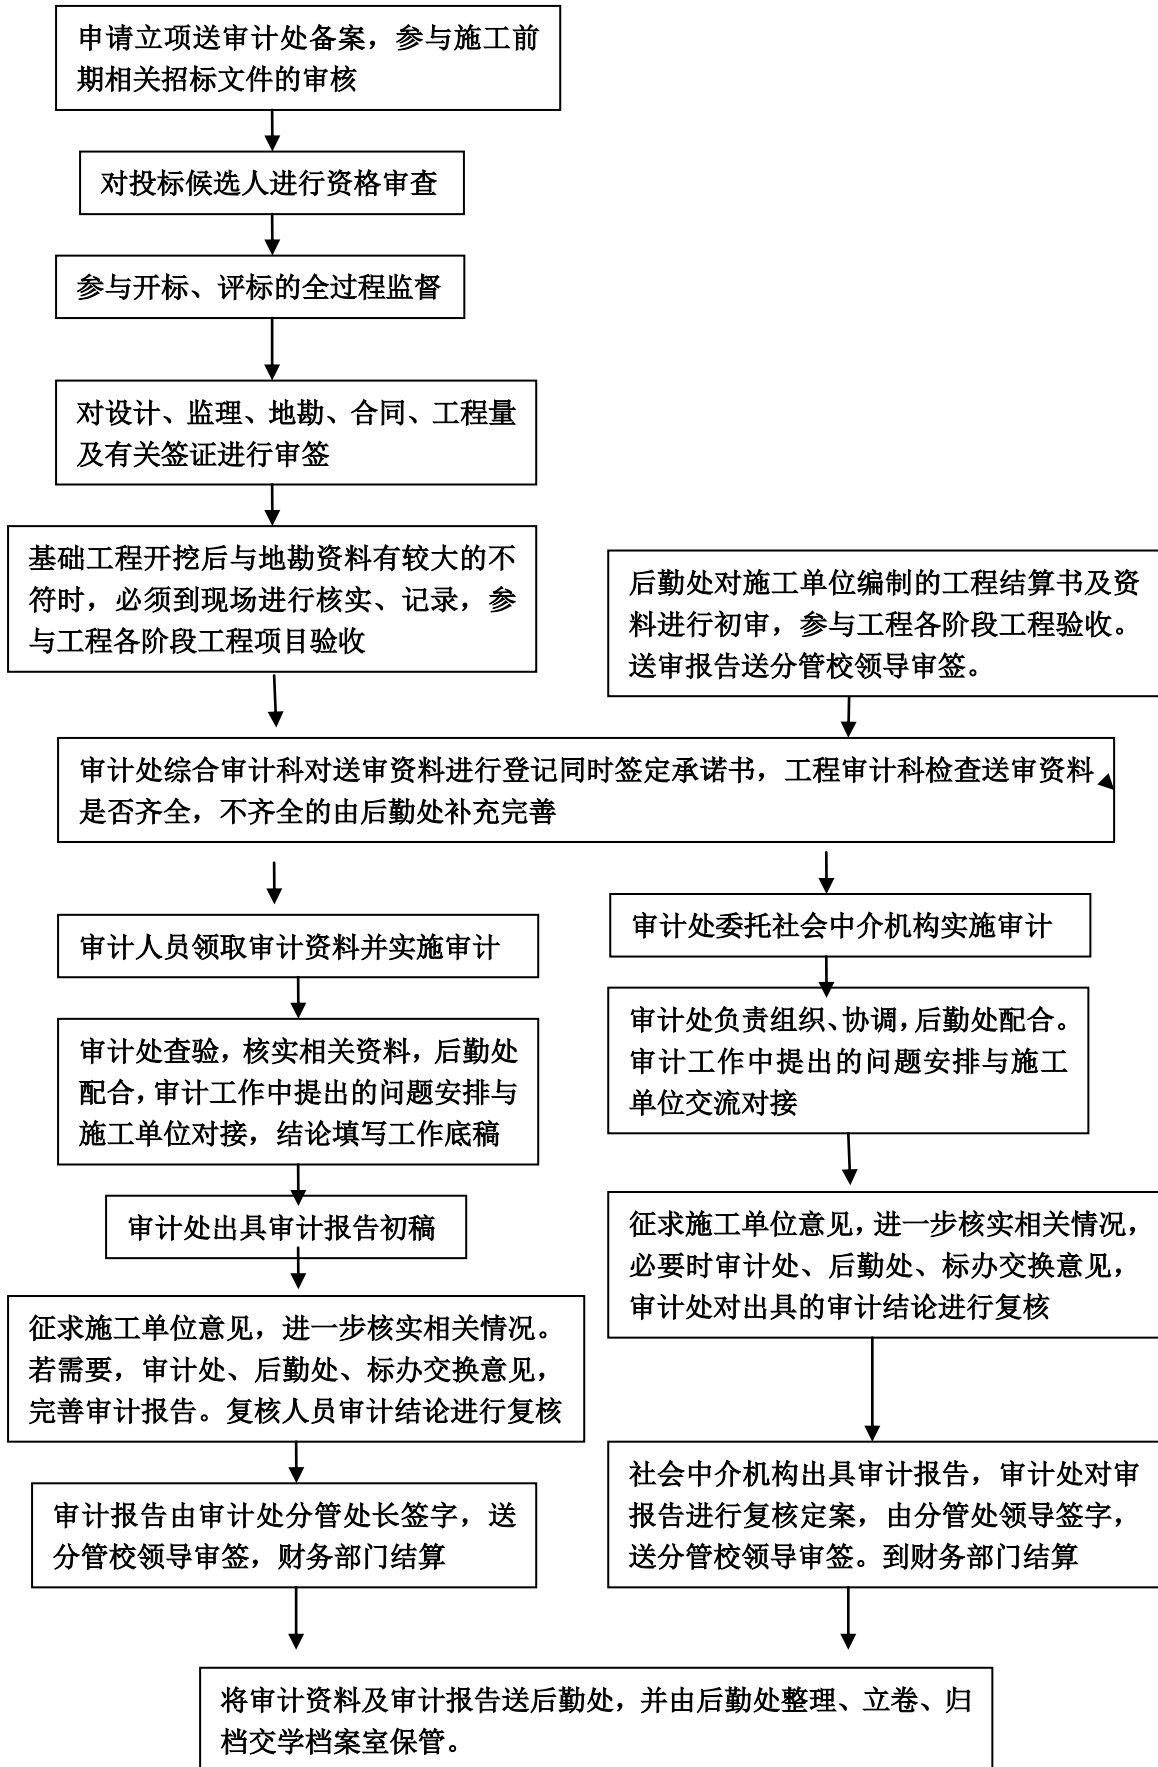 申请立项送审计处备案，参与施工前
期相关招标文件的审核
对投标候选人进行资格审查
参与开标、评标的全过程监督
对设计、监理、地勘、合同、工程量
及有关签证进行审签
基础工程开挖后与地勘资料有较大的不
符时，必须到现场进行核实、记录，参
与工程各阶段工程项目验收
后勤处对施工单位编制的工程结算书及资
料进行初审，参与工程各阶段工程验收。
送审报告送分管校领导审签。
审计处综合审计科对送审资料进行登记同时签定承诺书，工程审计科检查送审资料
是否齐全，不齐全的由后勤处补充完善
审计人员领取审计资料并实施审计
审计处查验，核实相关资料，后勤处
配合，审计工作中提出的问题安排与
施工单位对接，结论填写工作底稿
审计处出具审计报告初稿
征求施工单位意见，进一步核实相关情况。
若需要，审计处、后勤处、标办交换意见，
完善审计报告。复核人员审计结论进行复核
审计报告由审计处分管处长签字，送
分管校领导审签，财务部门结算
审计处委托社会中介机构实施审计
审计处负责组织、协调，后勤处配合。
审计工作中提出的问题安排与施工
单位交流对接
征求施工单位意见，进一步核实相关情况，
必要时审计处、后勤处、标办交换意见，
审计处对出具的审计结论进行复核
社会中介机构出具审计报告，审计处对审
报告进行复核定案，由分管处领导签字，
送分管校领导审签。到财务部门结算
将审计资料及审计报告送后勤处，并由后勤处整理、立卷、归
档交学档案室保管。